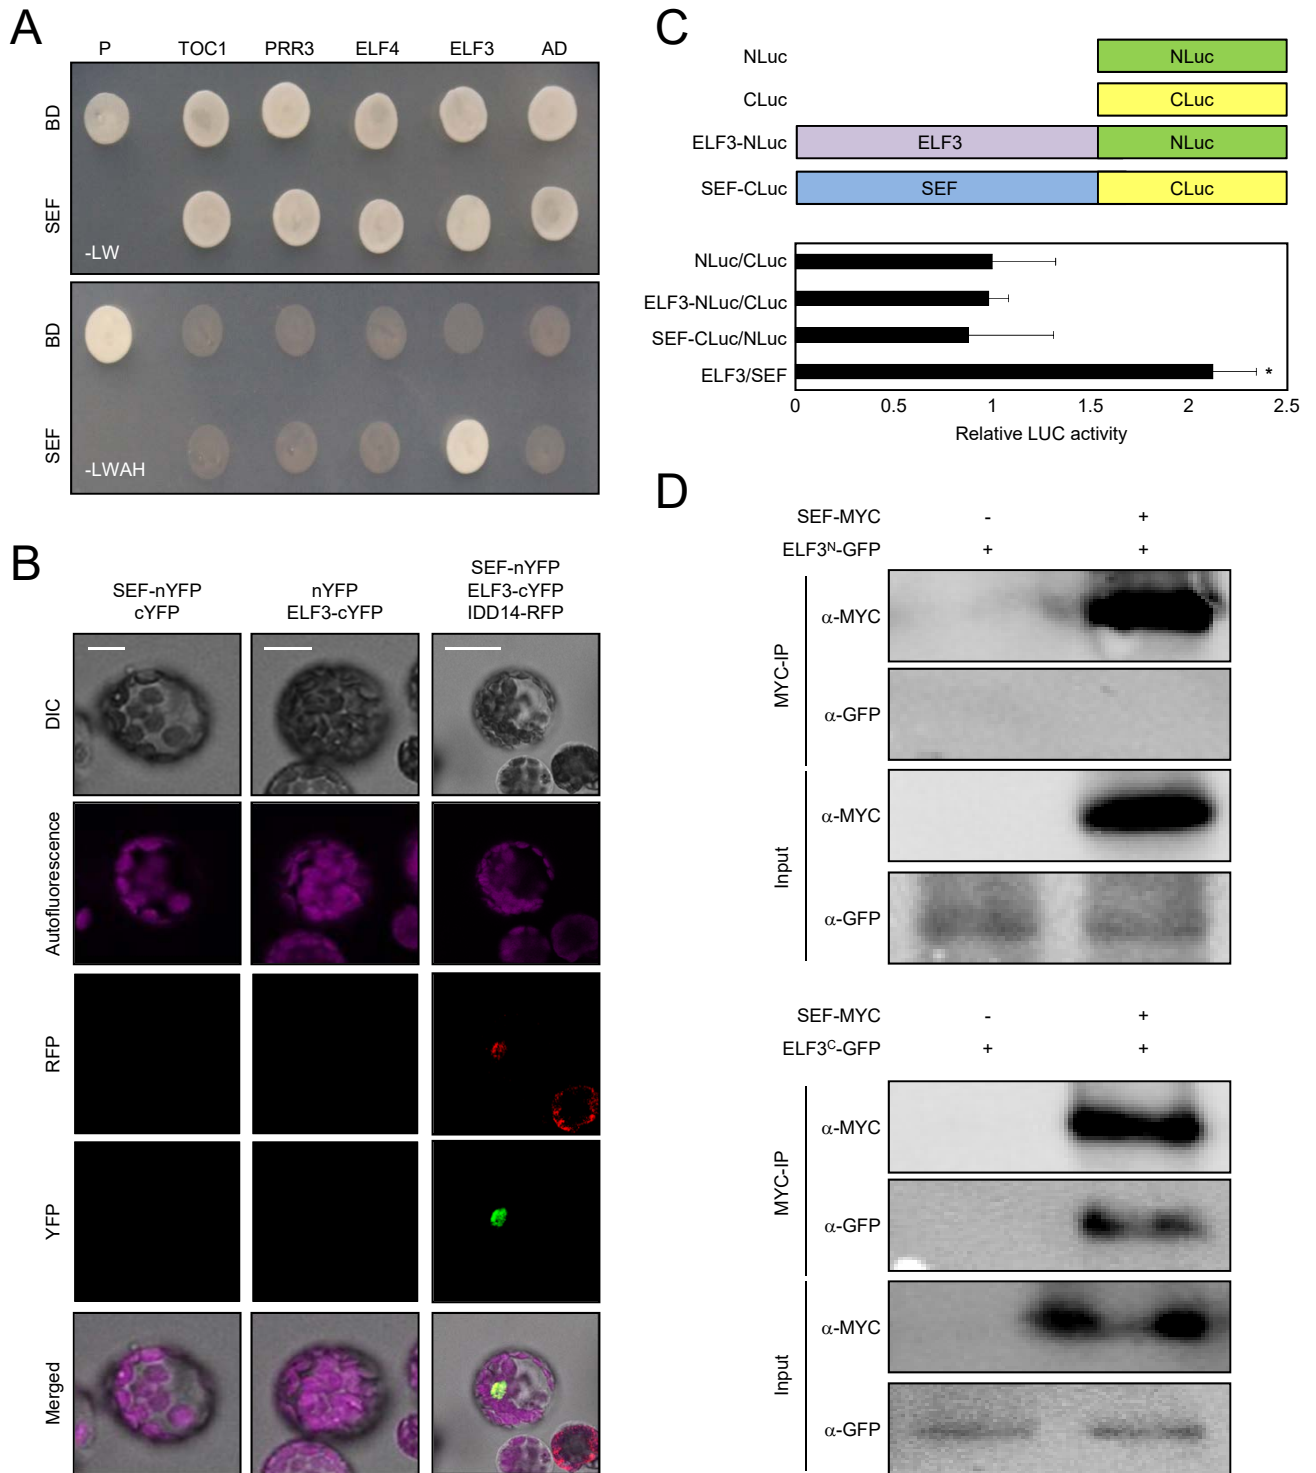 A
P TOC1 PRR3 ELF4 ELF3 AD
BD
SEF
-LW
BD
SEF
-LWAH
B
SEF-nYFP
cYFP
nYFP
ELF3-cYFP
SEF-nYFP
ELF3-cYFP
IDD14-RFP
DIC
Autofluorescence
RFP
YFP
Merged
C
NLuc NLuc
CLuc CLuc
ELF3-NLuc ELF3 NLuc
SEF-CLuc SEF CLuc
NLuc/CLuc
ELF3-NLuc/CLuc
SEF-CLuc/NLuc
ELF3/SEF *
0 0.5 1 1.5 2 2.5
Relative LUC activity
D
SEF-MYC - +
ELF3ᴺ-GFP + +
MYC-IP
α-MYC
α-GFP
Input
α-MYC
α-GFP
SEF-MYC - +
ELF3ᶜ-GFP + +
MYC-IP
α-MYC
α-GFP
Input
α-MYC
α-GFP